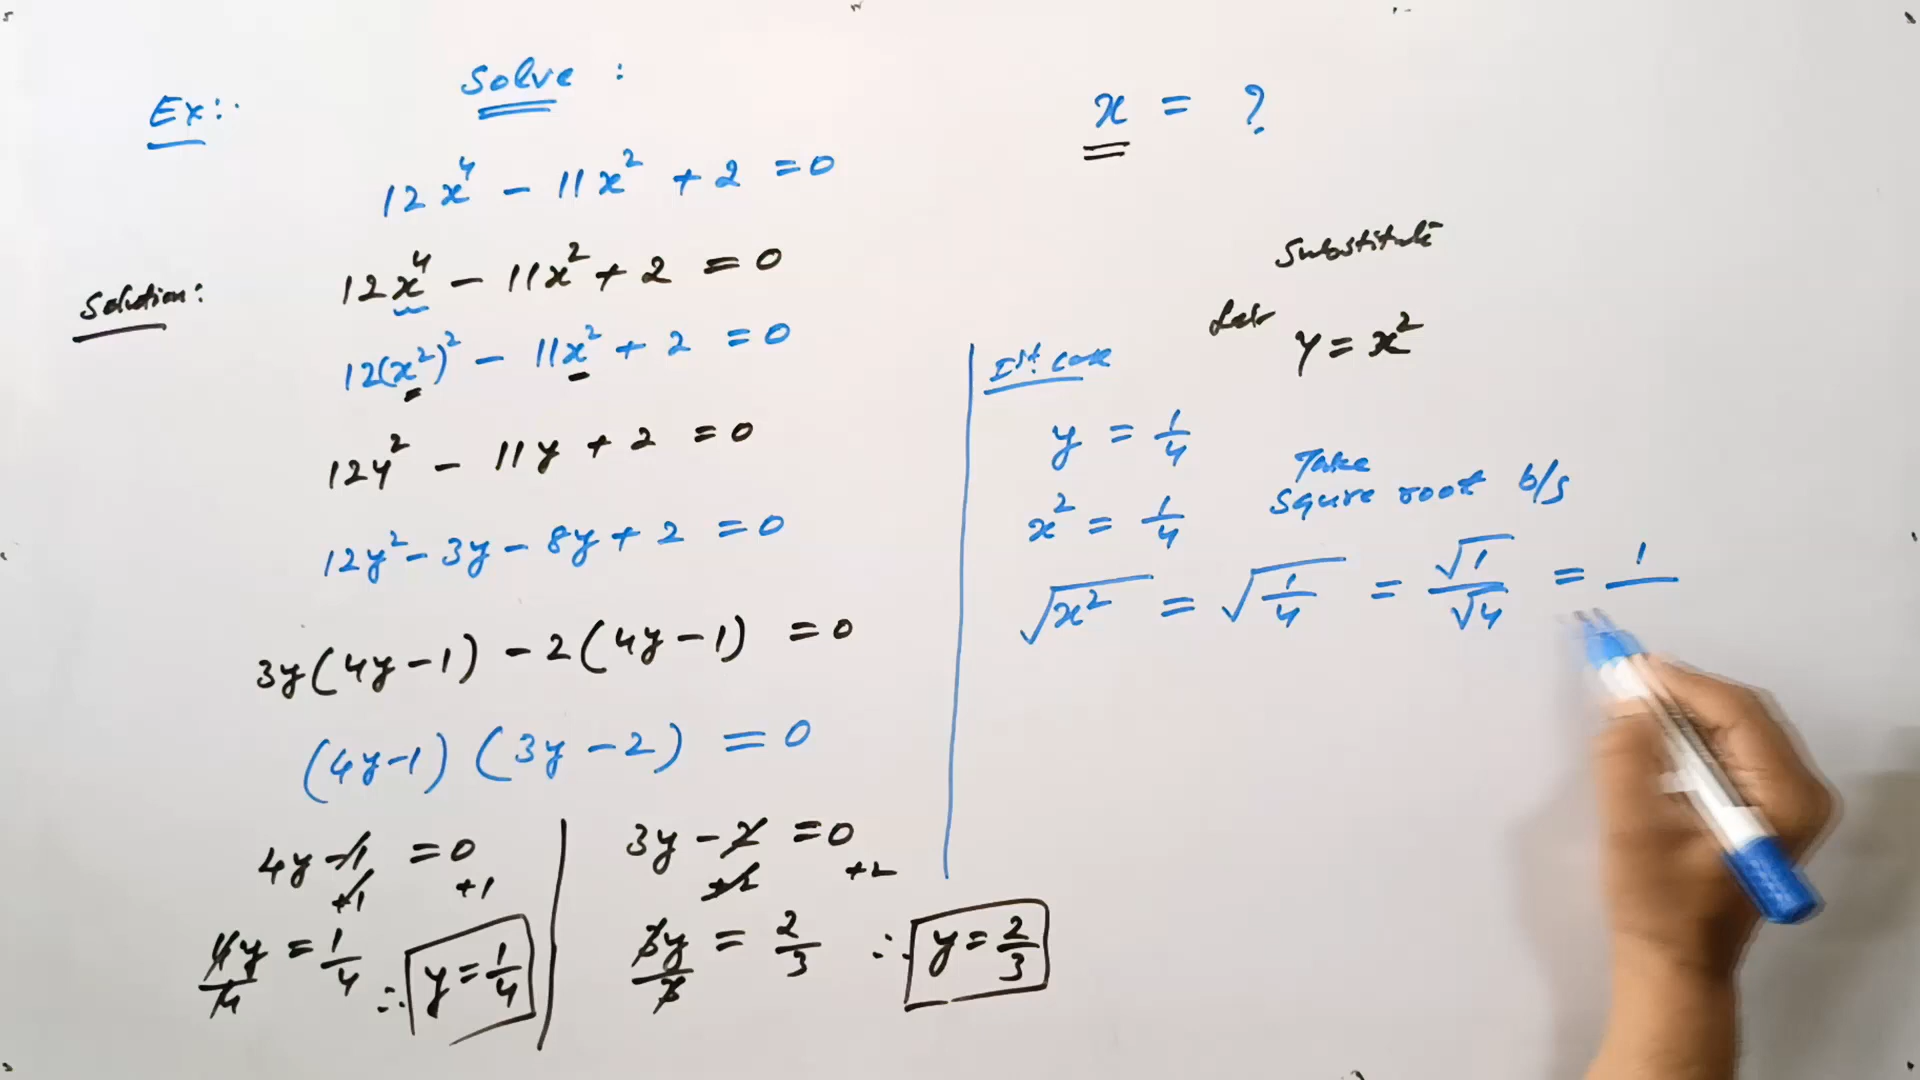 Ex:.
Solve :
x = ?
12x⁴ - 11x² + 2 = 0
Solution:
12x⁴ - 11x² + 2 = 0
12(x²)² - 11x² + 2 = 0
12y² - 11y + 2 = 0
12y² - 3y - 8y + 2 = 0
3y(4y-1) - 2(4y-1) = 0
(4y-1) (3y-2) = 0
4y - 1 = 0
+1 +1
4y/4 = 1/4 ∴ y = 1/4
3y - 2 = 0
+2 +2
3y/3 = 2/3 ∴ y = 2/3
Substitute
Let y = x²
Ist case
y = 1/4
x² = 1/4
Take
Squre root b/s
√x² = √1/4 = √1/√4 = 1